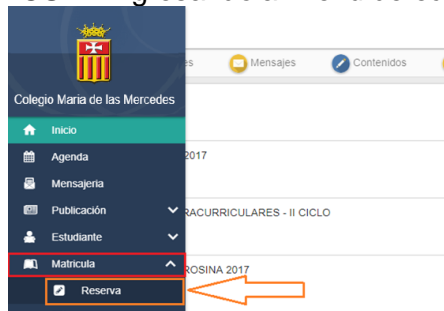 Mensajes
Contenidos
Colegio Maria de las Mercedes
Inicio
Agenda
2017
Mensajeria
Publicación
RACURRICULARES - II CICLO
Estudiante
Matricula
ROSINA 2017
Reserva